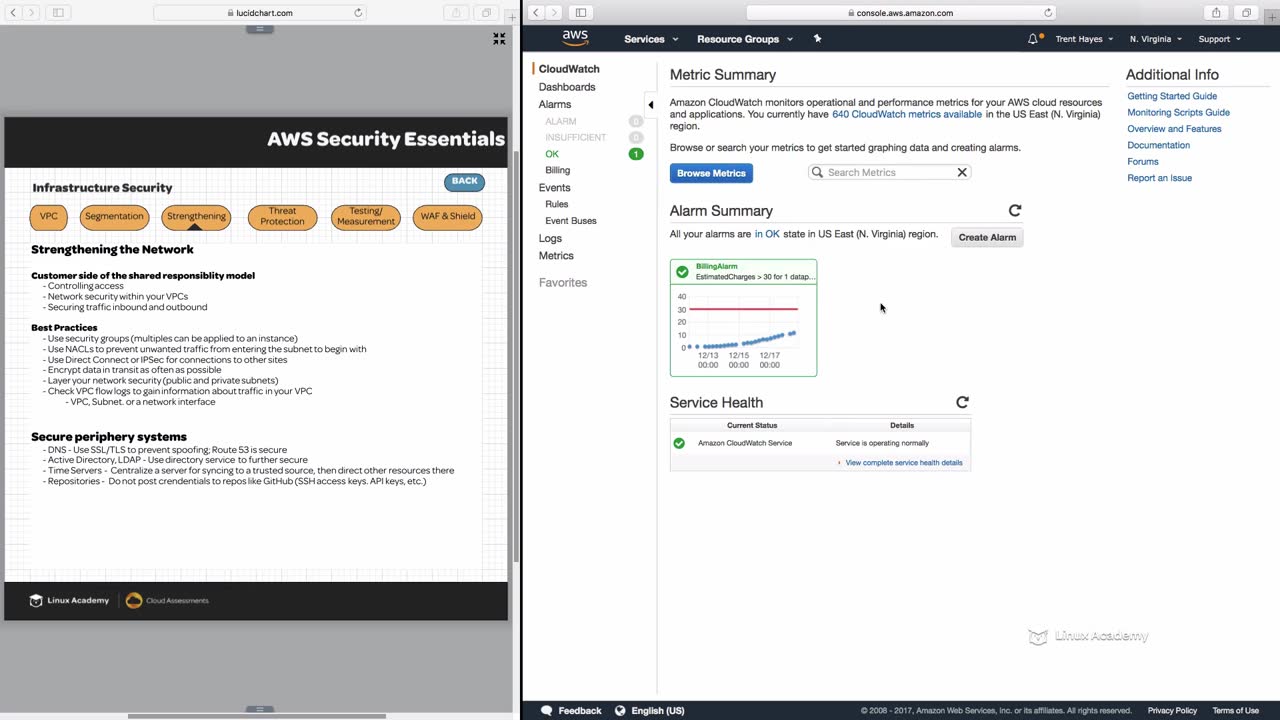 lucidchart.com
AWS Security Essentials
Infrastructure Security
BACK
VPC
Segmentation
Strengthening
Threat
Protection
Testing/
Measurement
WAF & Shield
Strengthening the Network
Customer side of the shared responsiblity model
- Controlling access
- Network security within your VPCs
- Securing traffic inbound and outbound
Best Practices
- Use security groups (multiples can be applied to an instance)
- Use NACLs to prevent unwanted traffic from entering the subnet to begin with
- Use Direct Connect or IPSec for connections to other sites
- Encrypt data in transit as often as possible
- Layer your network security (public and private subnets)
- Check VPC flow logs to gain information about traffic in your VPC
- VPC, Subnet. or a network interface
Secure periphery systems
- DNS - Use SSL/TLS to prevent spoofing; Route 53 is secure
- Active Directory, LDAP - Use directory service to further secure
- Time Servers - Centralize a server for syncing to a trusted source, then direct other resources there
- Repositories - Do not post crendentials to repos like GitHub (SSH access keys. API keys, etc.)
Linux Academy
Cloud Assessments
console.aws.amazon.com
aws
Services
Resource Groups
Trent Hayes
N. Virginia
Support
CloudWatch
Dashboards
Alarms
ALARM 0
INSUFFICIENT 0
OK 1
Billing
Events
Rules
Event Buses
Logs
Metrics
Favorites
Metric Summary
Amazon CloudWatch monitors operational and performance metrics for your AWS cloud resources
and applications. You currently have 640 CloudWatch metrics available in the US East (N. Virginia)
region.
Browse or search your metrics to get started graphing data and creating alarms.
Browse Metrics
Search Metrics
Alarm Summary
All your alarms are in OK state in US East (N. Virginia) region.
Create Alarm
BillingAlarm
EstimatedCharges > 30 for 1 datap...
40
30
20
10
0
12/13 12/15 12/17
00:00 00:00 00:00
Service Health
Current Status Details
Amazon CloudWatch Service Service is operating normally
View complete service health details
Additional Info
Getting Started Guide
Monitoring Scripts Guide
Overview and Features
Documentation
Forums
Report an Issue
Linux Academy
Feedback
English (US)
© 2008 - 2017, Amazon Web Services, Inc. or its affiliates. All rights reserved.
Privacy Policy
Terms of Use